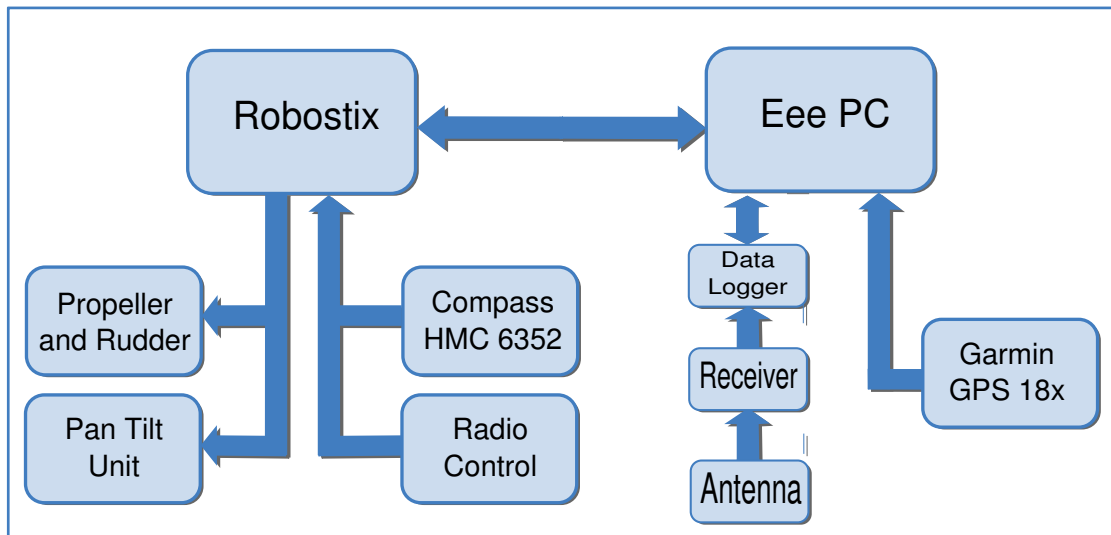 Robostix
Eee PC
Data
Logger
Propeller
and Rudder
Compass
HMC 6352
Receiver
Garmin
GPS 18x
Pan Tilt
Unit
Radio
Control
Antenna